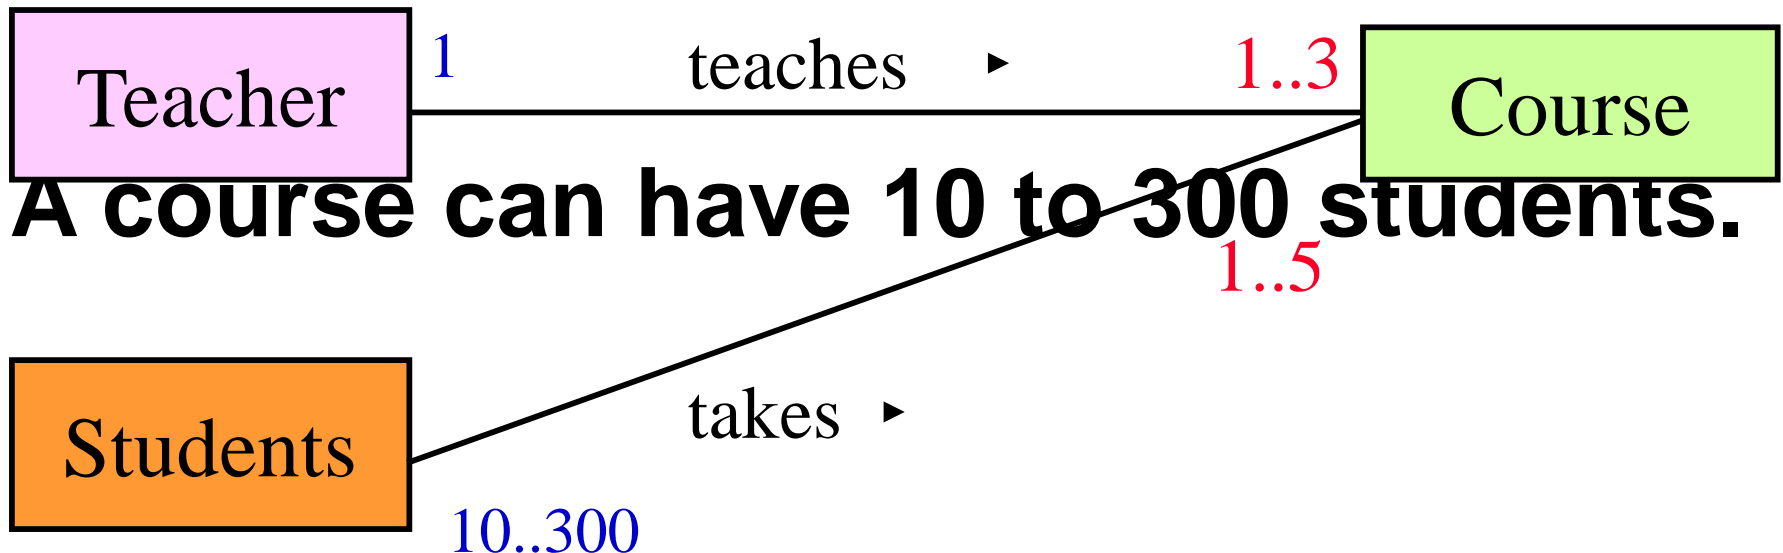 Teacher
1
teaches ►
1..3
Course
A course can have 10 to 300 students.
1..5
takes ►
Students
10..300